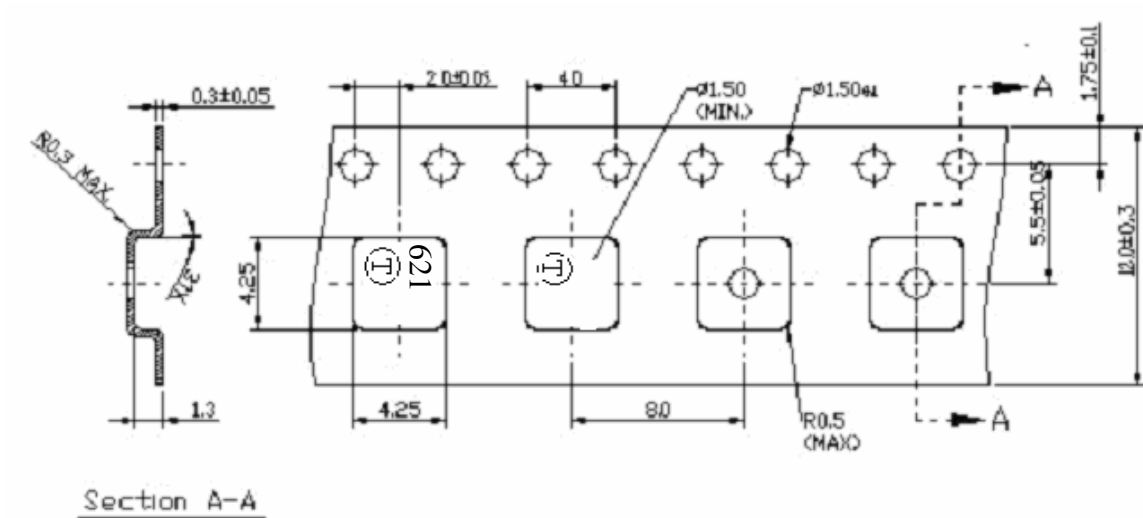 2.0±0.05
4.0
Ø1.50
(MIN.)
Ø1.50
A
1.75±0.1
0.3±0.05
R0.3 MAX.
5.5±0.05
12.0±0.3
4.25
T
621
T
1.3
4.25
8.0
R0.5
(MAX)
A
Section A-A